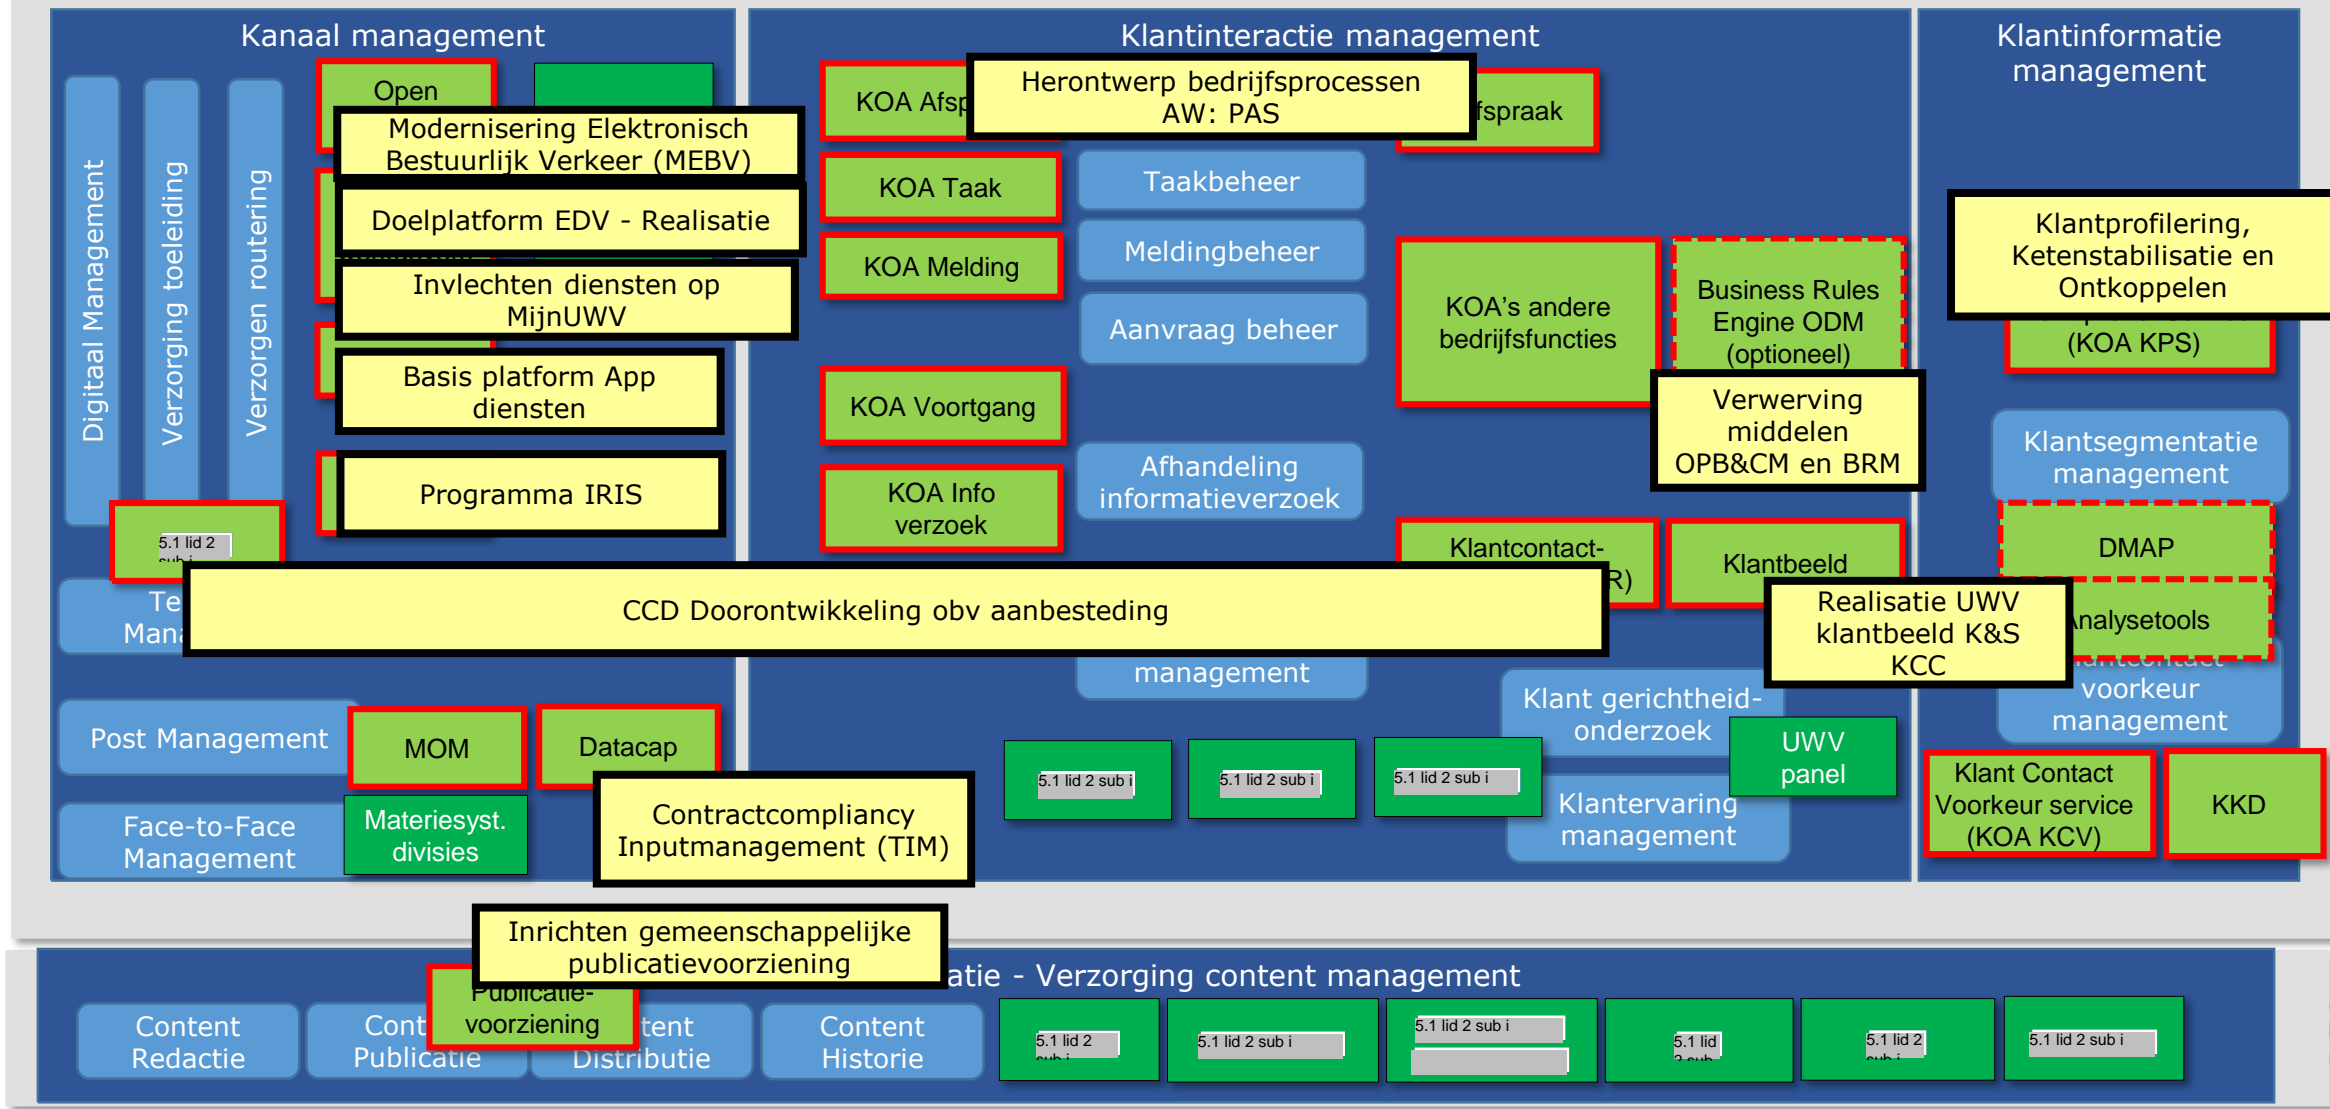 Kanaal management
Digitaal Management
Verzorging toeleiding
Verzorgen routering
Open
Modernisering Elektronisch
Bestuurlijk Verkeer (MEBV)
Doelplatform EDV - Realisatie
Invlechten diensten op
MijnUWV
Basis platform App
diensten
Programma IRIS
5.1 lid 2
CCD Doorontwikkeling obv aanbesteding
Post Management
MOM
Datacap
Face-to-Face
Management
Materiesyst.
divisies
Contractcompliancy
Inputmanagement (TIM)
Klantinteractie management
KOA Afsp
Herontwerp bedrijfsprocessen
AW: PAS
fspraak
KOA Taak
Taakbeheer
KOA Melding
Meldingbeheer
Aanvraag beheer
KOA's andere
bedrijfsfuncties
Business Rules
Engine ODM
(optioneel)
Verwerving
middelen
OPB&CM en BRM
KOA Voortgang
KOA Info
verzoek
Afhandeling
informatieverzoek
Klantcontact-
R)
Klantbeeld
Realisatie UWV
klantbeeld K&S
KCC
management
Klant gerichtheid-
onderzoek
UWV
panel
5.1 lid 2 sub i
5.1 lid 2 sub i
5.1 lid 2 sub i
Klantervaring
management
Klantinformatie
management
Klantprofilering,
Ketenstabilisatie en
Ontkoppelen
(KOA KPS)
Klantsegmentatie
management
DMAP
nalysetools
voorkeur
management
Klant Contact
Voorkeur service
(KOA KCV)
KKD
Inrichten gemeenschappelijke
publicatievoorziening
atie - Verzorging content management
Publicatie-
voorziening
Content
Redactie
Cont
Publicatie
tent
Distributie
Content
Historie
5.1 lid 2
5.1 lid 2 sub i
5.1 lid 2 sub i
5.1 lid
5.1 lid 2
5.1 lid 2 sub i